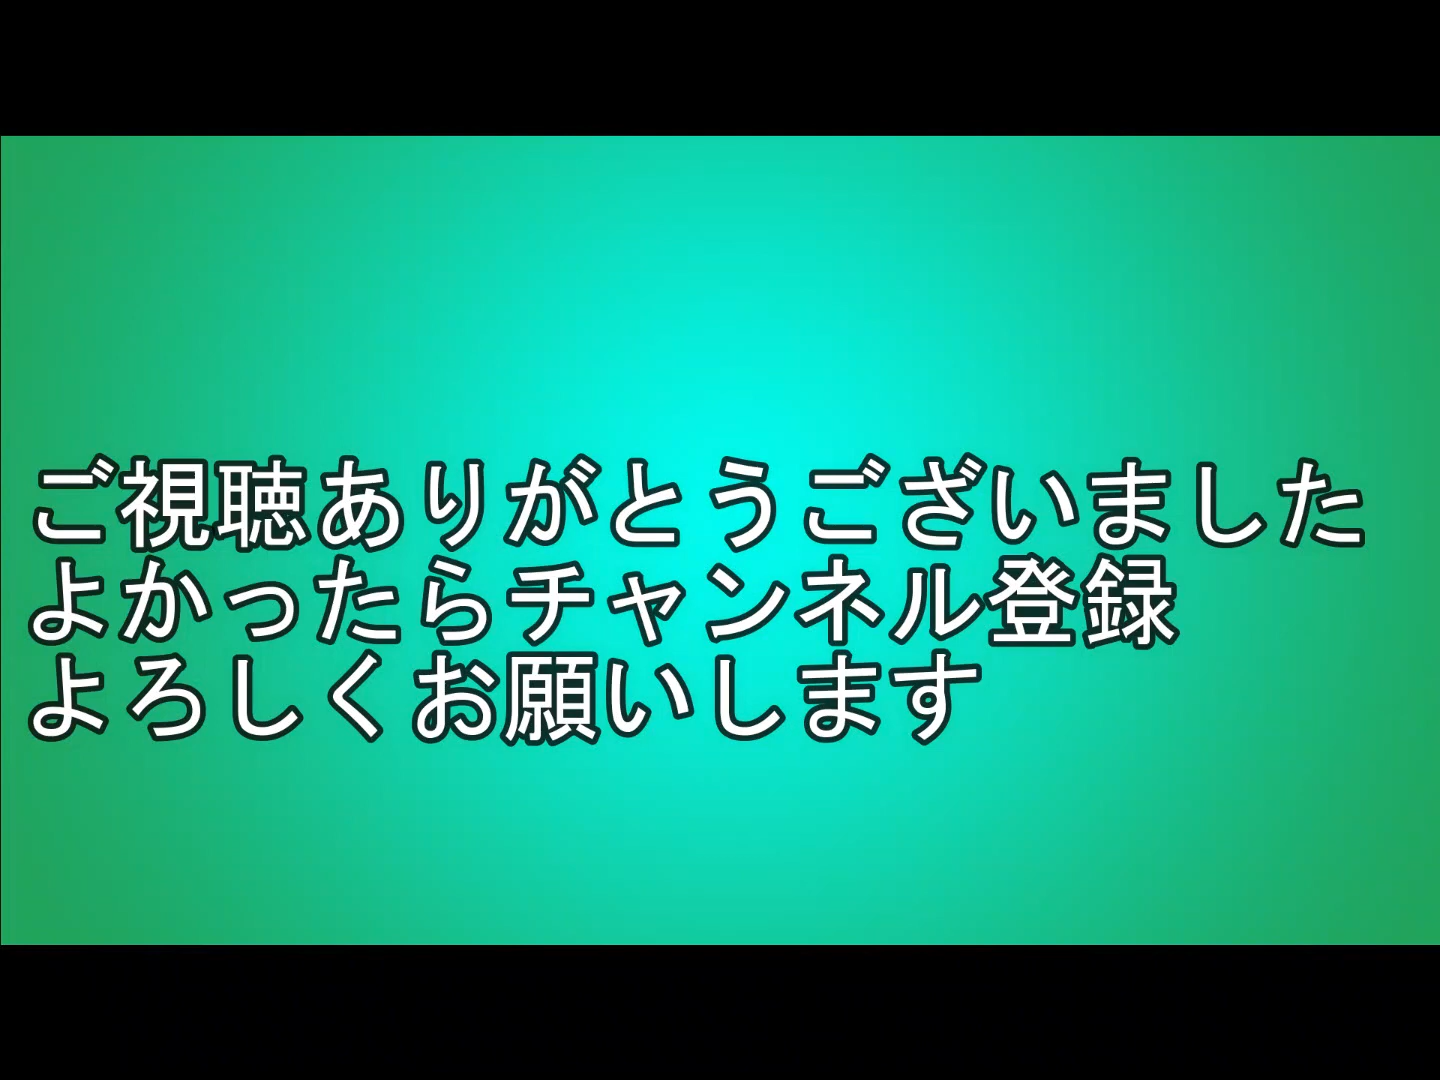 ご視聴ありがとうございました
よかったらチャンネル登録
よろしくお願いします